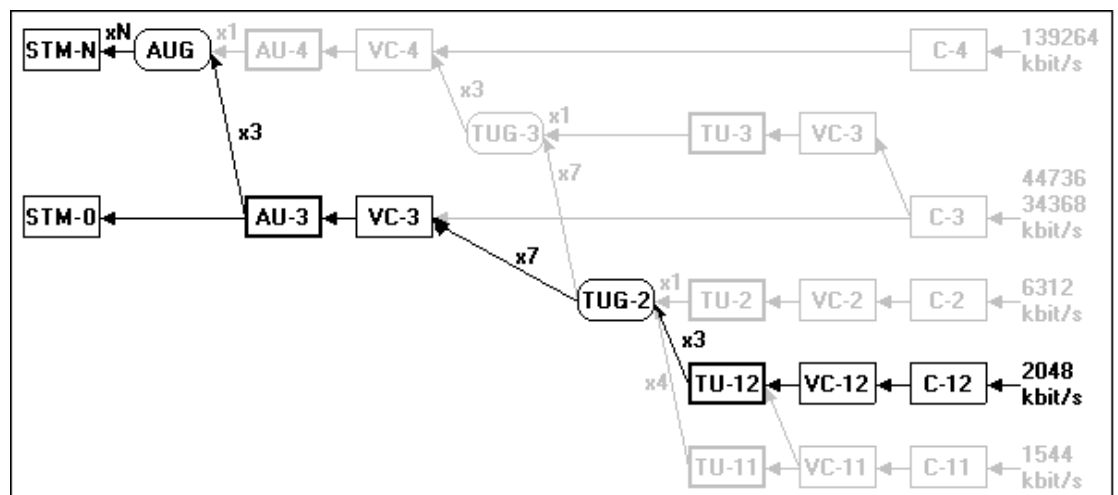 STM-N xN AUG x1 AU-4 VC-4 C-4 139264
kbit/s
x3
TUG-3 x1 TU-3 VC-3
x3
x7
44736
STM-0 AU-3 VC-3 C-3 34368
kbit/s
x7
TUG-2 x1 TU-2 VC-2 C-2 6312
kbit/s
x3
x4 TU-12 VC-12 C-12 2048
kbit/s
TU-11 VC-11 C-11 1544
kbit/s